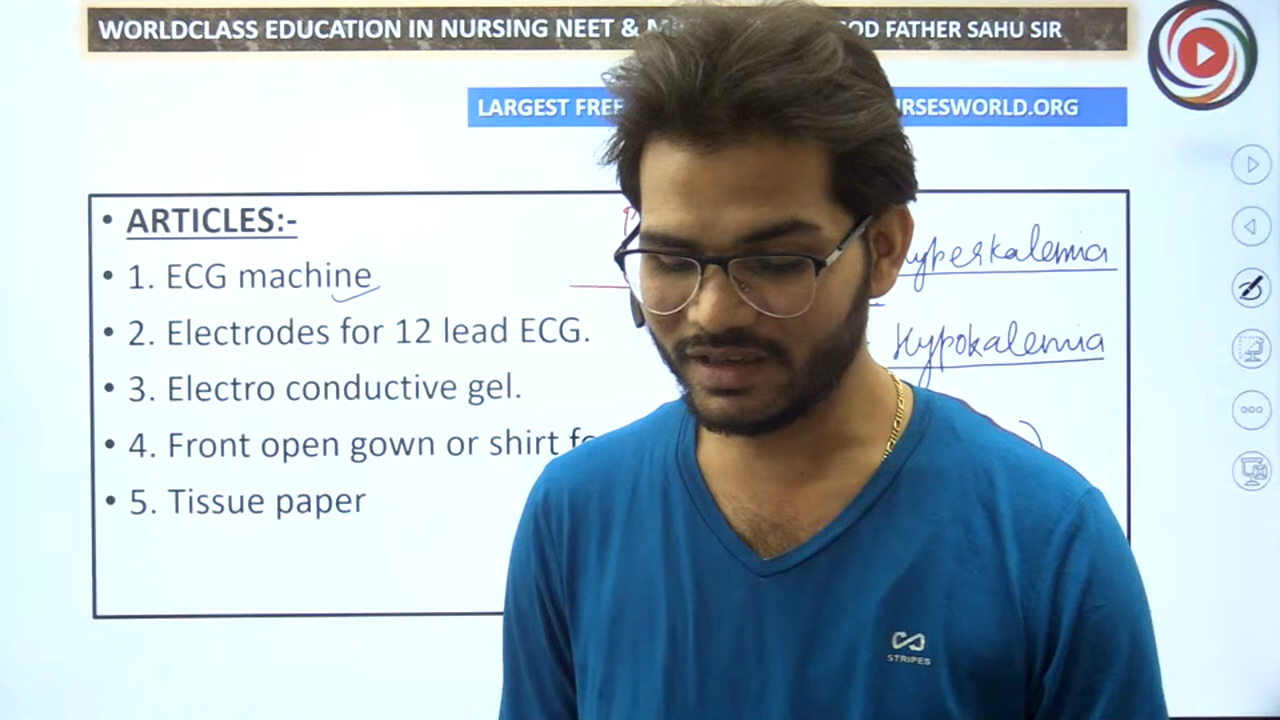 WORLDCLASS EDUCATION IN NURSING NEET & OD FATHER SAHU SIR
LARGEST FREE RSESWORLD.ORG
• ARTICLES:-
• 1. ECG machine
• 2. Electrodes for 12 lead ECG.
• 3. Electro conductive gel.
• 4. Front open gown or shirt
• 5. Tissue paper
yperkalemia
Hypokalemia
STRIPES